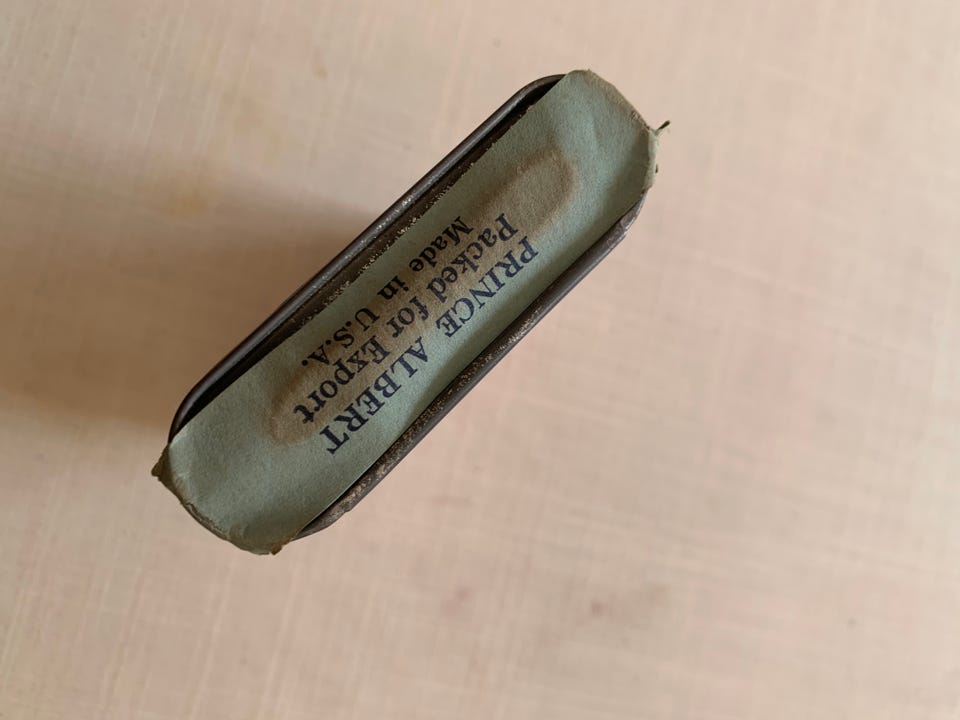 PRINCE ALBERT
Packed for Export
Made in U.S.A.